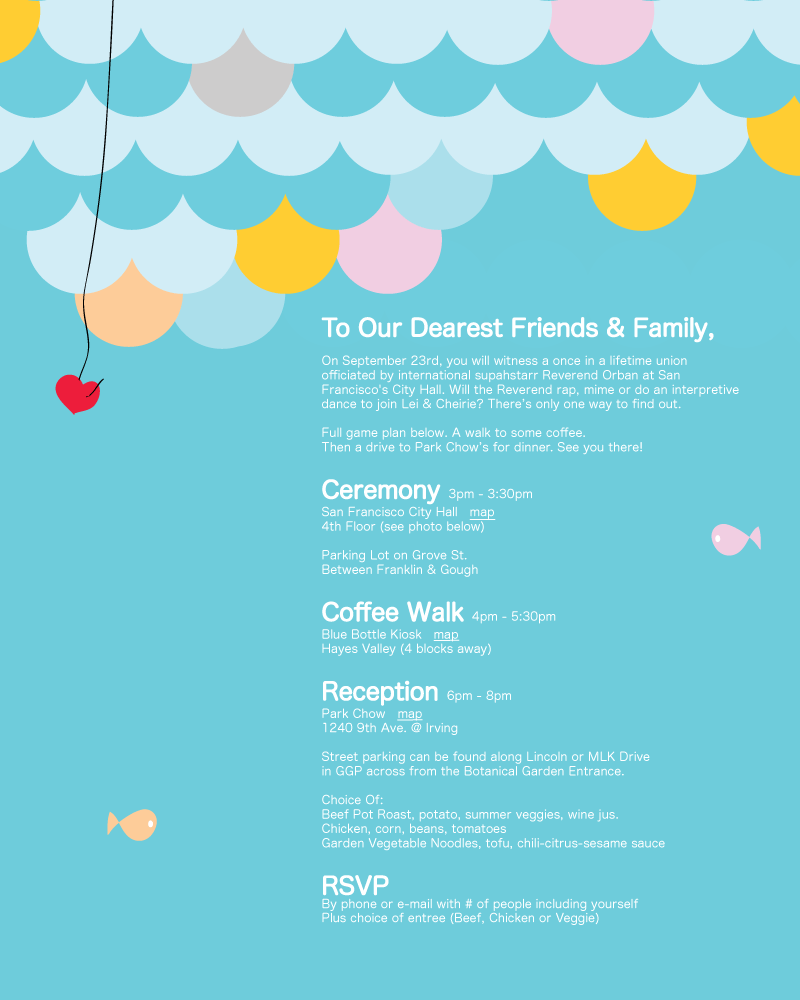 To Our Dearest Friends & Family,
On September 23rd, you will witness a once in a lifetime union
officiated by international supahstarr Reverend Orban at San
Francisco's City Hall. Will the Reverend rap, mime or do an interpretive
dance to join Lei & Cheirie? There's only one way to find out.
Full game plan below. A walk to some coffee.
Then a drive to Park Chow's for dinner. See you there!
Ceremony 3pm - 3:30pm
San Francisco City Hall map
4th Floor (see photo below)
Parking Lot on Grove St.
Between Franklin & Gough
Coffee Walk 4pm - 5:30pm
Blue Bottle Kiosk map
Hayes Valley (4 blocks away)
Reception 6pm - 8pm
Park Chow map
1240 9th Ave. @ Irving
Street parking can be found along Lincoln or MLK Drive
in GGP across from the Botanical Garden Entrance.
Choice Of:
Beef Pot Roast, potato, summer veggies, wine jus.
Chicken, corn, beans, tomatoes
Garden Vegetable Noodles, tofu, chili-citrus-sesame sauce
RSVP
By phone or e-mail with # of people including yourself
Plus choice of entree (Beef, Chicken or Veggie)